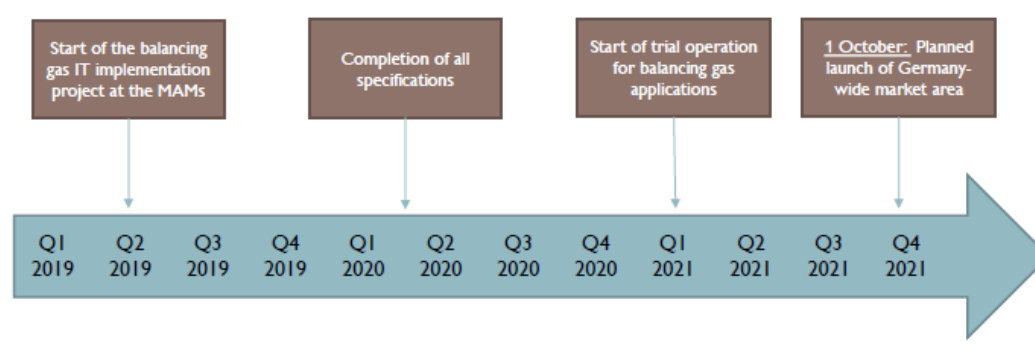 Start of the balancing
gas IT implementation
project at the MAMs
Completion of all
specifications
Start of trial operation
for balancing gas
applications
1 October: Planned
launch of Germany-
wide market area
Q1 Q2 Q3 Q4 Q1 Q2 Q3 Q4 Q1 Q2 Q3 Q4
2019 2019 2019 2019 2020 2020 2020 2020 2021 2021 2021 2021